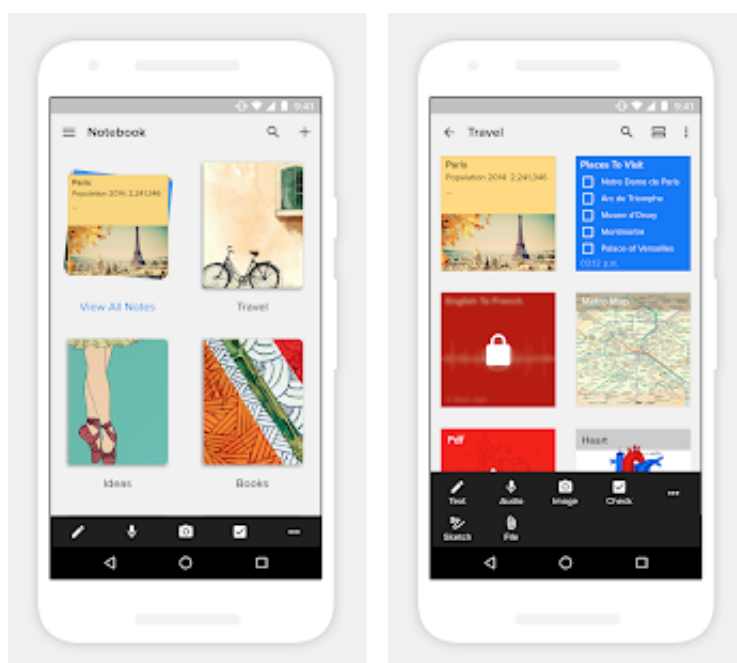 9:41
Notebook
Paris
Population 2014: 2,241,346
...
View All Notes
Travel
Ideas
Books
9:41
Travel
Paris
Population 2014: 2,241,346
...
Places To Visit
Notre Dame de Paris
Arc de Triomphe
Musee d'Orsay
Montmartre
Palace of Versailles
03:12 p.m.
English To French
Metro Map
Pdf
Heart
Text
Audio
Image
Check
Sketch
File